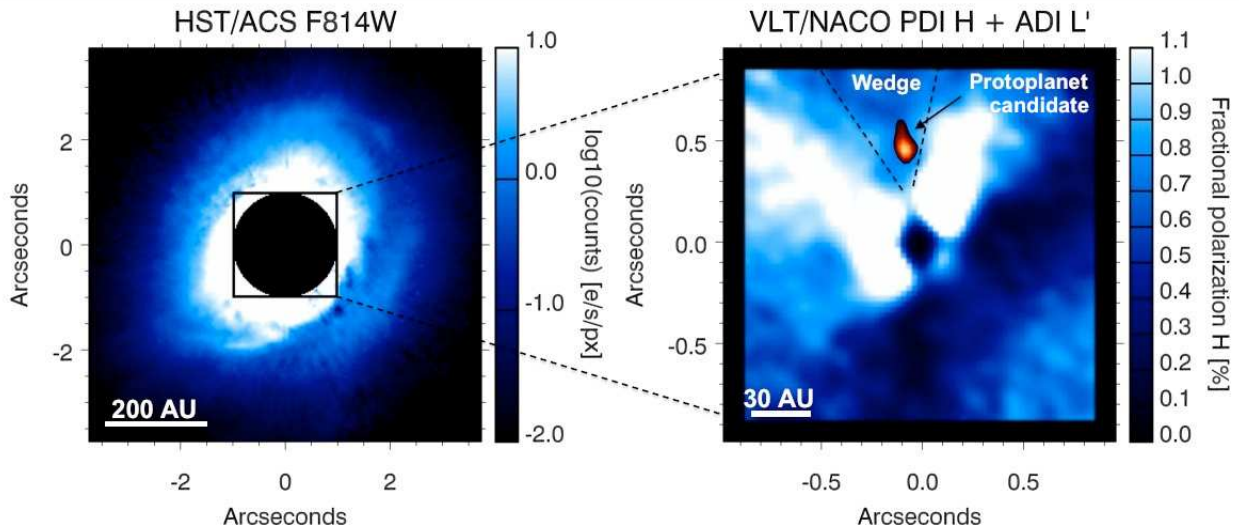 HST/ACS F814W
2
0
-2
Arcseconds
200 AU
-2
0
2
Arcseconds
1.0
0.0
-1.0
-2.0
log10(counts) [e/s/px]
VLT/NACO PDI H + ADI L'
Wedge
Protoplanet
candidate
0.5
0.0
-0.5
Arcseconds
30 AU
-0.5
0.0
0.5
Arcseconds
1.1
1.0
0.9
0.8
0.7
0.6
0.5
0.4
0.3
0.2
0.1
0.0
Fractional polarization H [%]